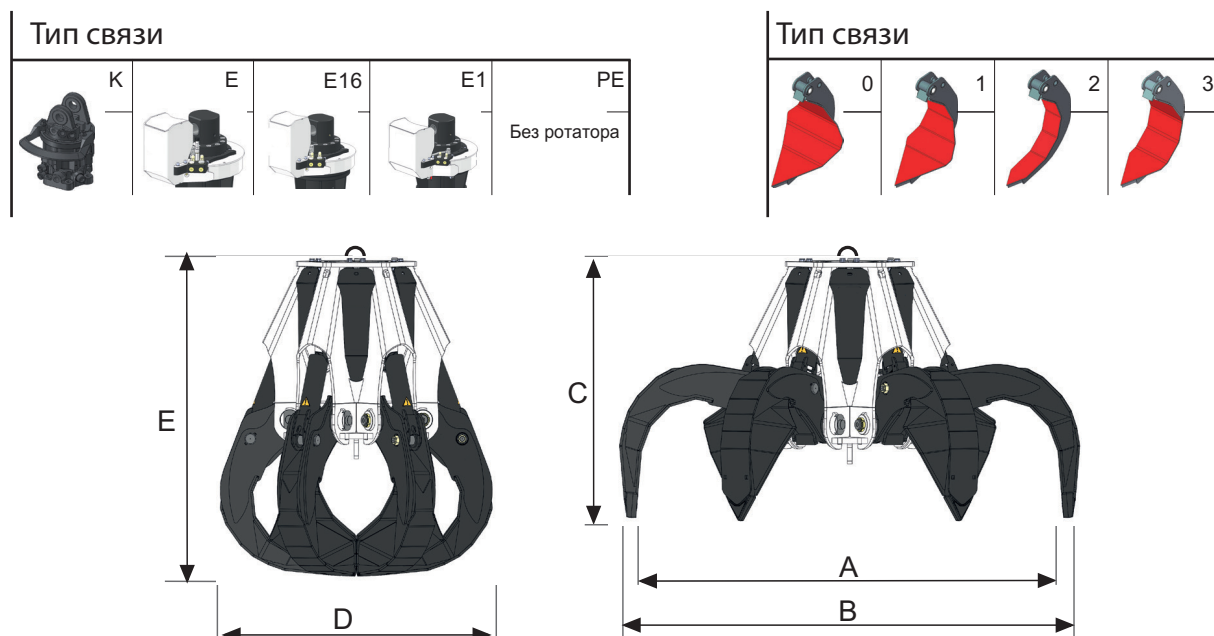 Тип связи
K E E16 E1 PE
Без ротатора
Тип связи
0 1 2 3
E
D
C
A
B